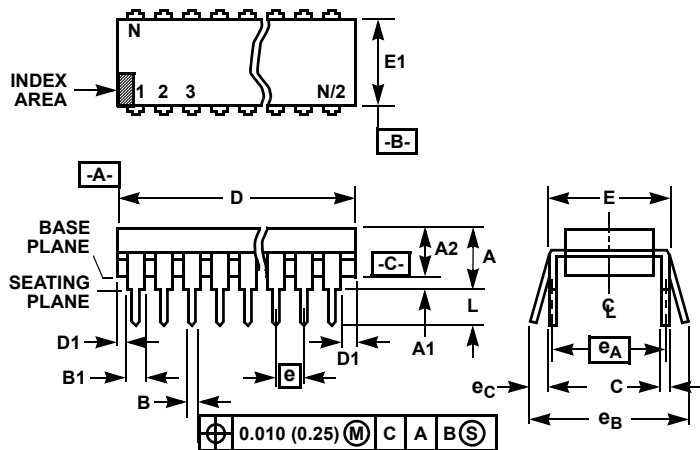 N
E1
INDEX
AREA
1 2 3 N/2
-B-
-A-
D
E
BASE
PLANE
A2
A
-C-
SEATING
PLANE
L
C
L
D1
A1
D1
e
eA
B1
eC
C
B
eB
0.010 (0.25) M C A B S